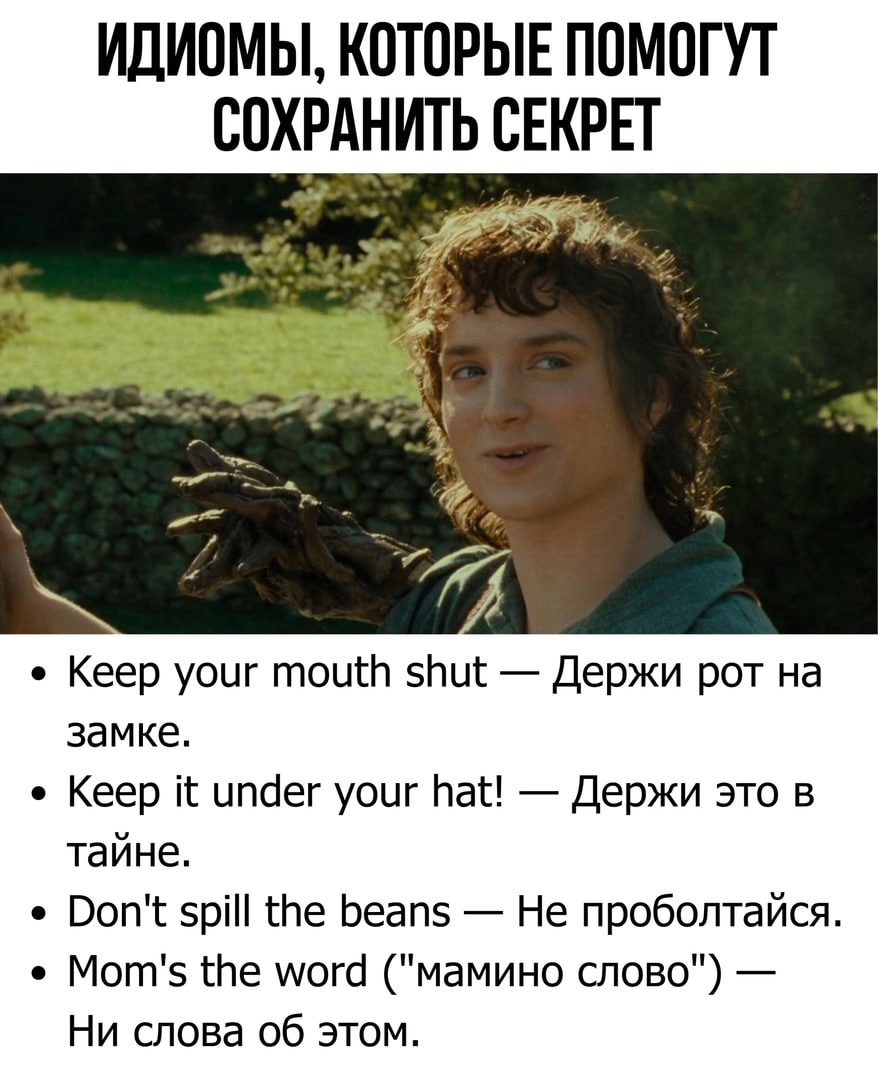 ИДИОМЫ, КОТОРЫЕ ПОМОГУТ
СОХРАНИТЬ СЕКРЕТ
• Keep your mouth shut — Держи рот на
замке.
• Keep it under your hat! — Держи это в
тайне.
• Don't spill the beans — Не проболтайся.
• Mom's the word ("мамино слово") —
Ни слова об этом.